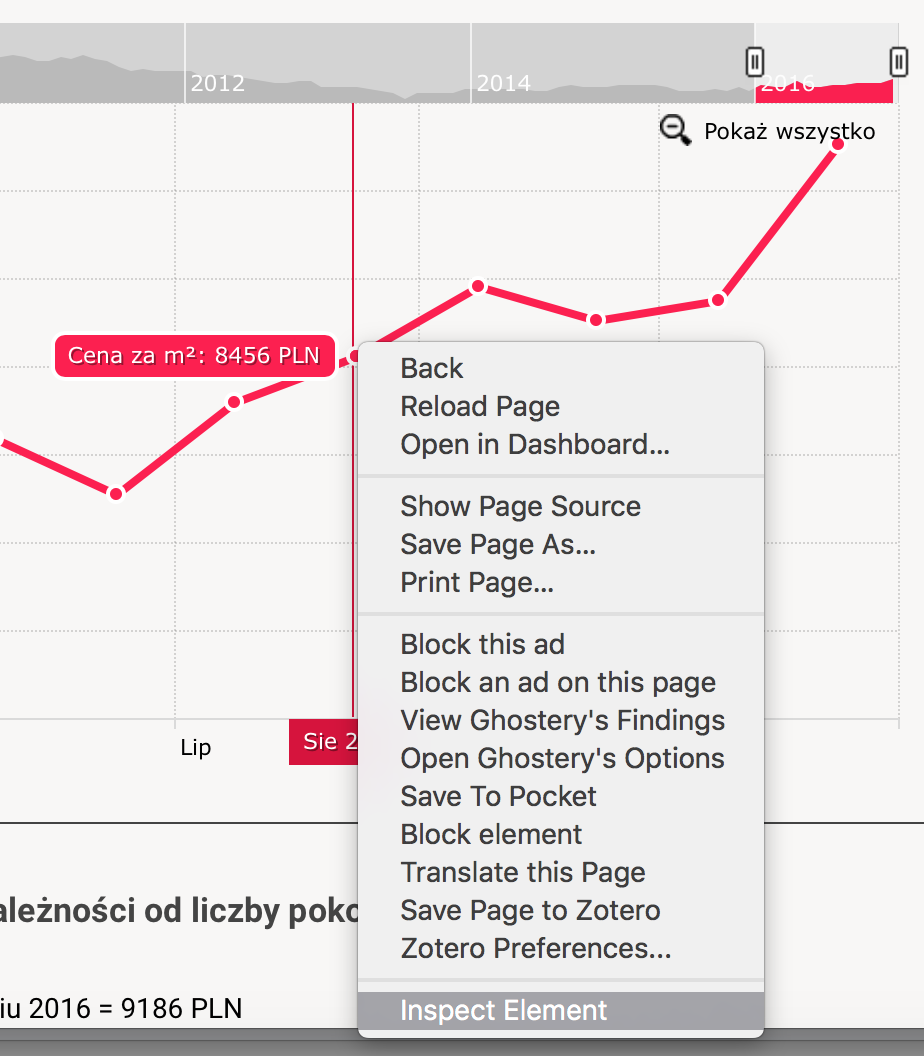 2012
2014
2016
Pokaż wszystko
Cena za m²: 8456 PLN
Back
Reload Page
Open in Dashboard...
Show Page Source
Save Page As...
Print Page...
Block this ad
Block an ad on this page
View Ghostery's Findings
Open Ghostery's Options
Save To Pocket
Block element
Translate this Page
Save Page to Zotero
Zotero Preferences...
Inspect Element
Lip
Sie 2
ależności od liczby poko
iu 2016 = 9186 PLN